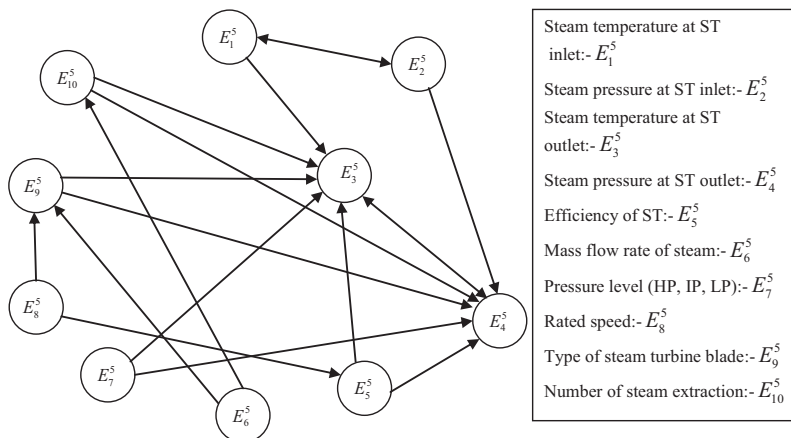 E₁⁵
E₂⁵
E₁₀⁵
E₃⁵
E₉⁵
E₈⁵
E₄⁵
E₇⁵
E₅⁵
E₆⁵
Steam temperature at ST
inlet:- E₁⁵
Steam pressure at ST inlet:- E₂⁵
Steam temperature at ST
outlet:- E₃⁵
Steam pressure at ST outlet:- E₄⁵
Efficiency of ST:- E₅⁵
Mass flow rate of steam:- E₆⁵
Pressure level (HP, IP, LP):- E₇⁵
Rated speed:- E₈⁵
Type of steam turbine blade:- E₉⁵
Number of steam extraction:- E₁₀⁵